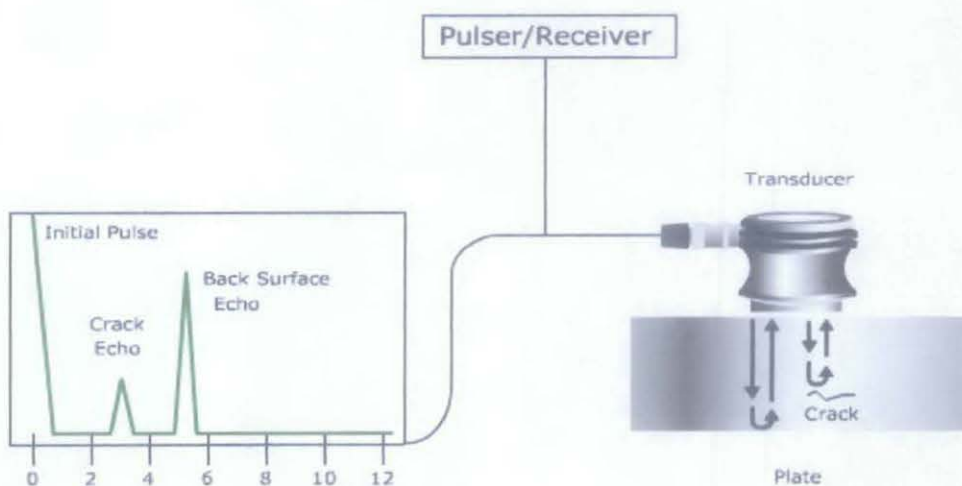 Pulser/Receiver
Transducer
Initial Pulse
Back Surface
Echo
Crack
Echo
Crack
0 2 4 6 8 10 12
Plate